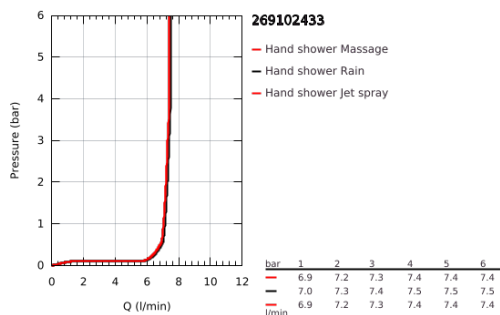 269102433
Hand shower Massage
Hand shower Rain
Hand shower Jet spray
Pressure (bar)
6
5
4
3
2
1
0
0 2 4 6 8 10 12
Q (l/min)
bar 1 2 3 4 5 6
6.9 7.2 7.3 7.4 7.4 7.4
7.0 7.3 7.4 7.5 7.5 7.5
6.9 7.2 7.3 7.4 7.4 7.4
l/min